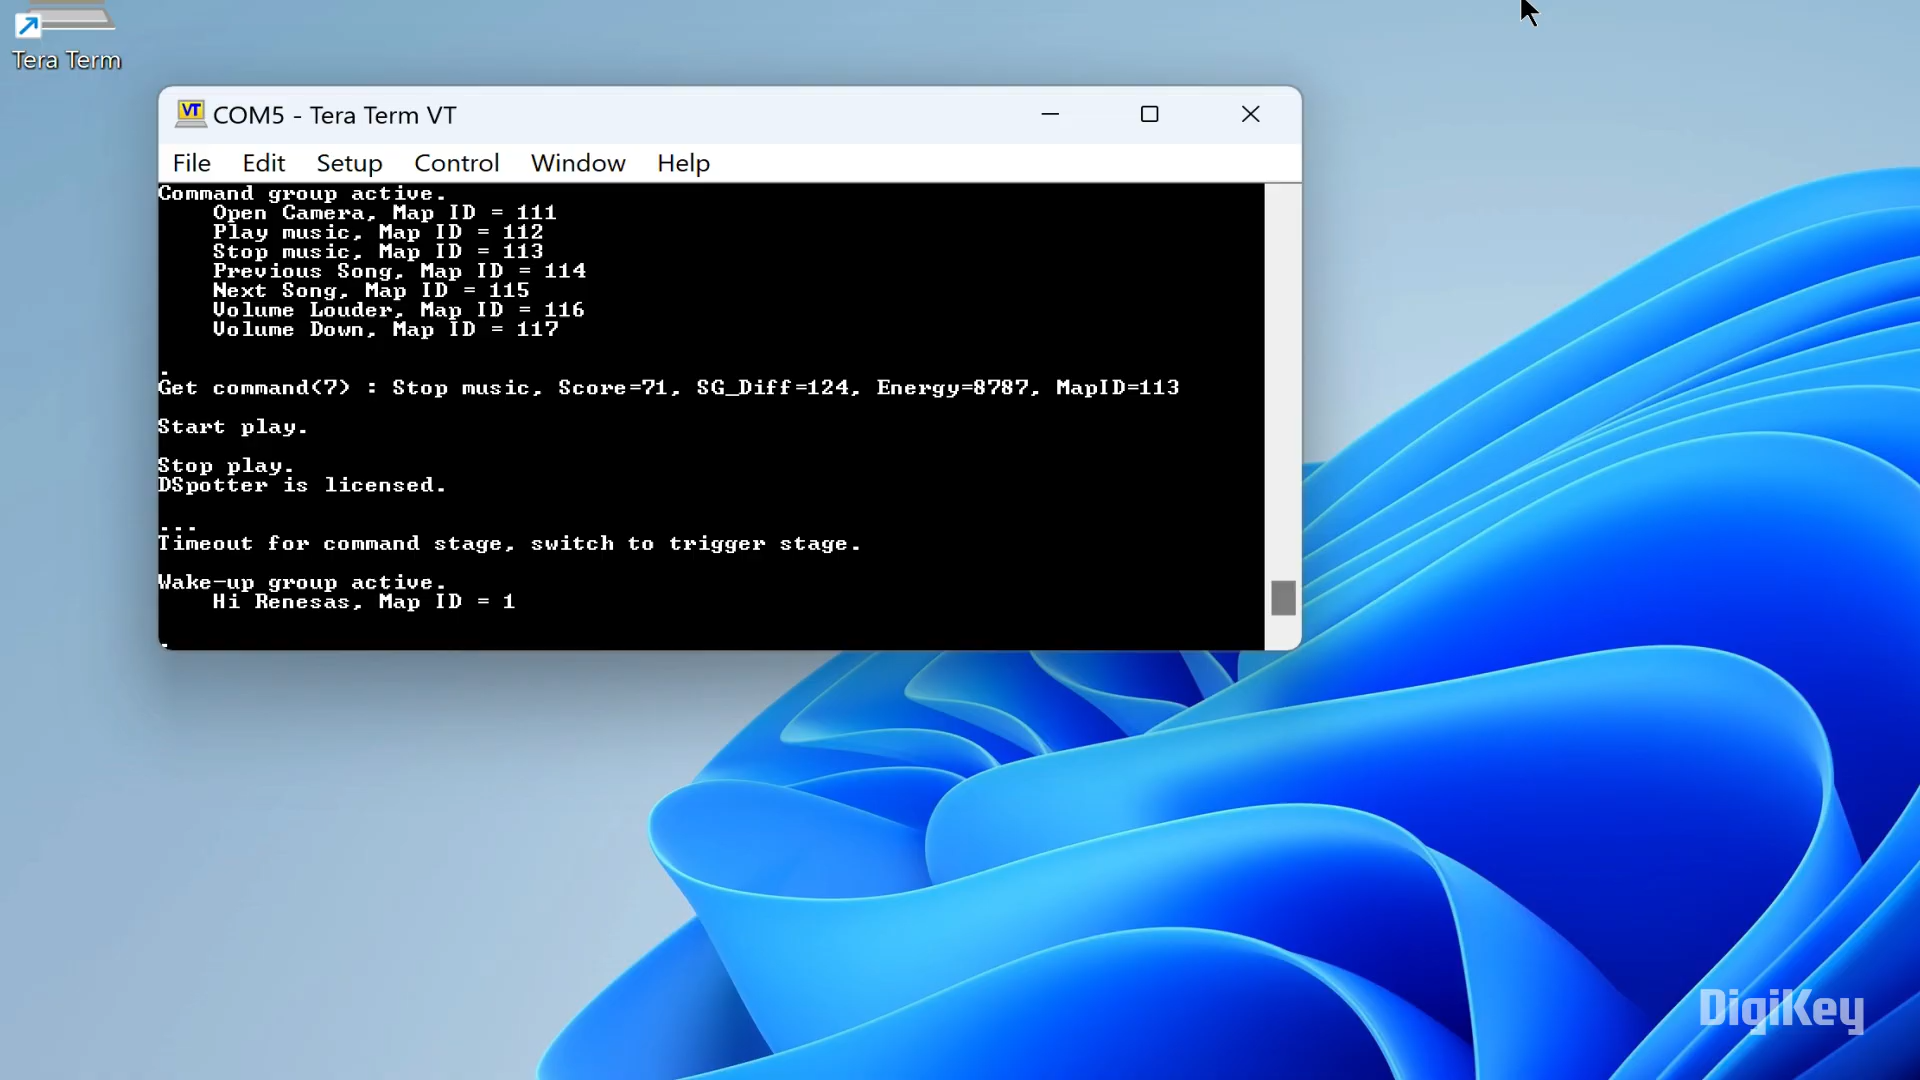 Tera Term
VT COM5 - Tera Term VT
File Edit Setup Control Window Help
Command group active.
Open Camera, Map ID = 111
Play music, Map ID = 112
Stop music, Map ID = 113
Previous Song, Map ID = 114
Next Song, Map ID = 115
Volume Louder, Map ID = 116
Volume Down, Map ID = 117
.
Get command(7) : Stop music, Score=71, SG_Diff=124, Energy=8787, MapID=113
Start play.
Stop play.
DSpotter is licensed.
...
Timeout for command stage, switch to trigger stage.
Wake-up group active.
Hi Renesas, Map ID = 1
.
DigiKey